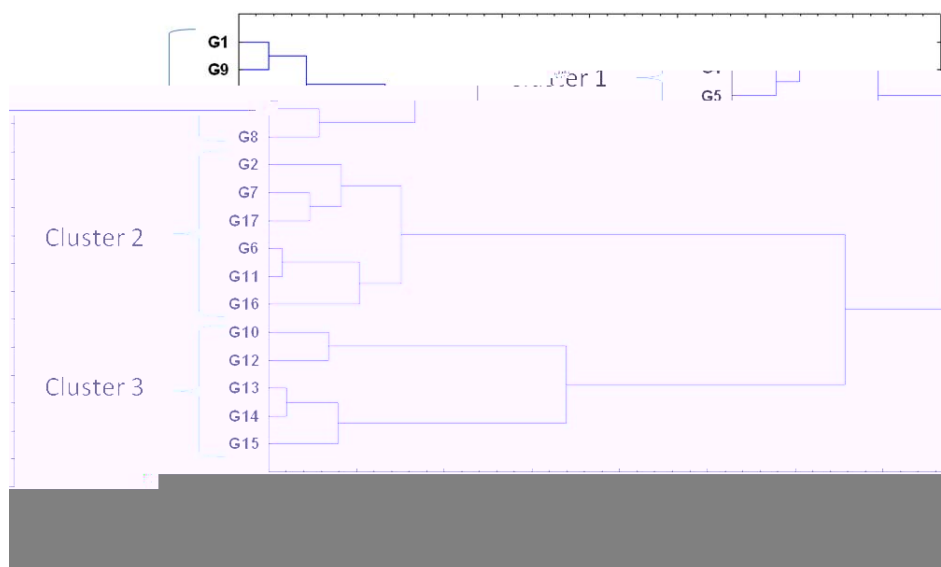 G1
G9
Cluster 1
G5
G8
G2
G7
G17
Cluster 2
G6
G11
G16
G10
G12
Cluster 3
G13
G14
G15